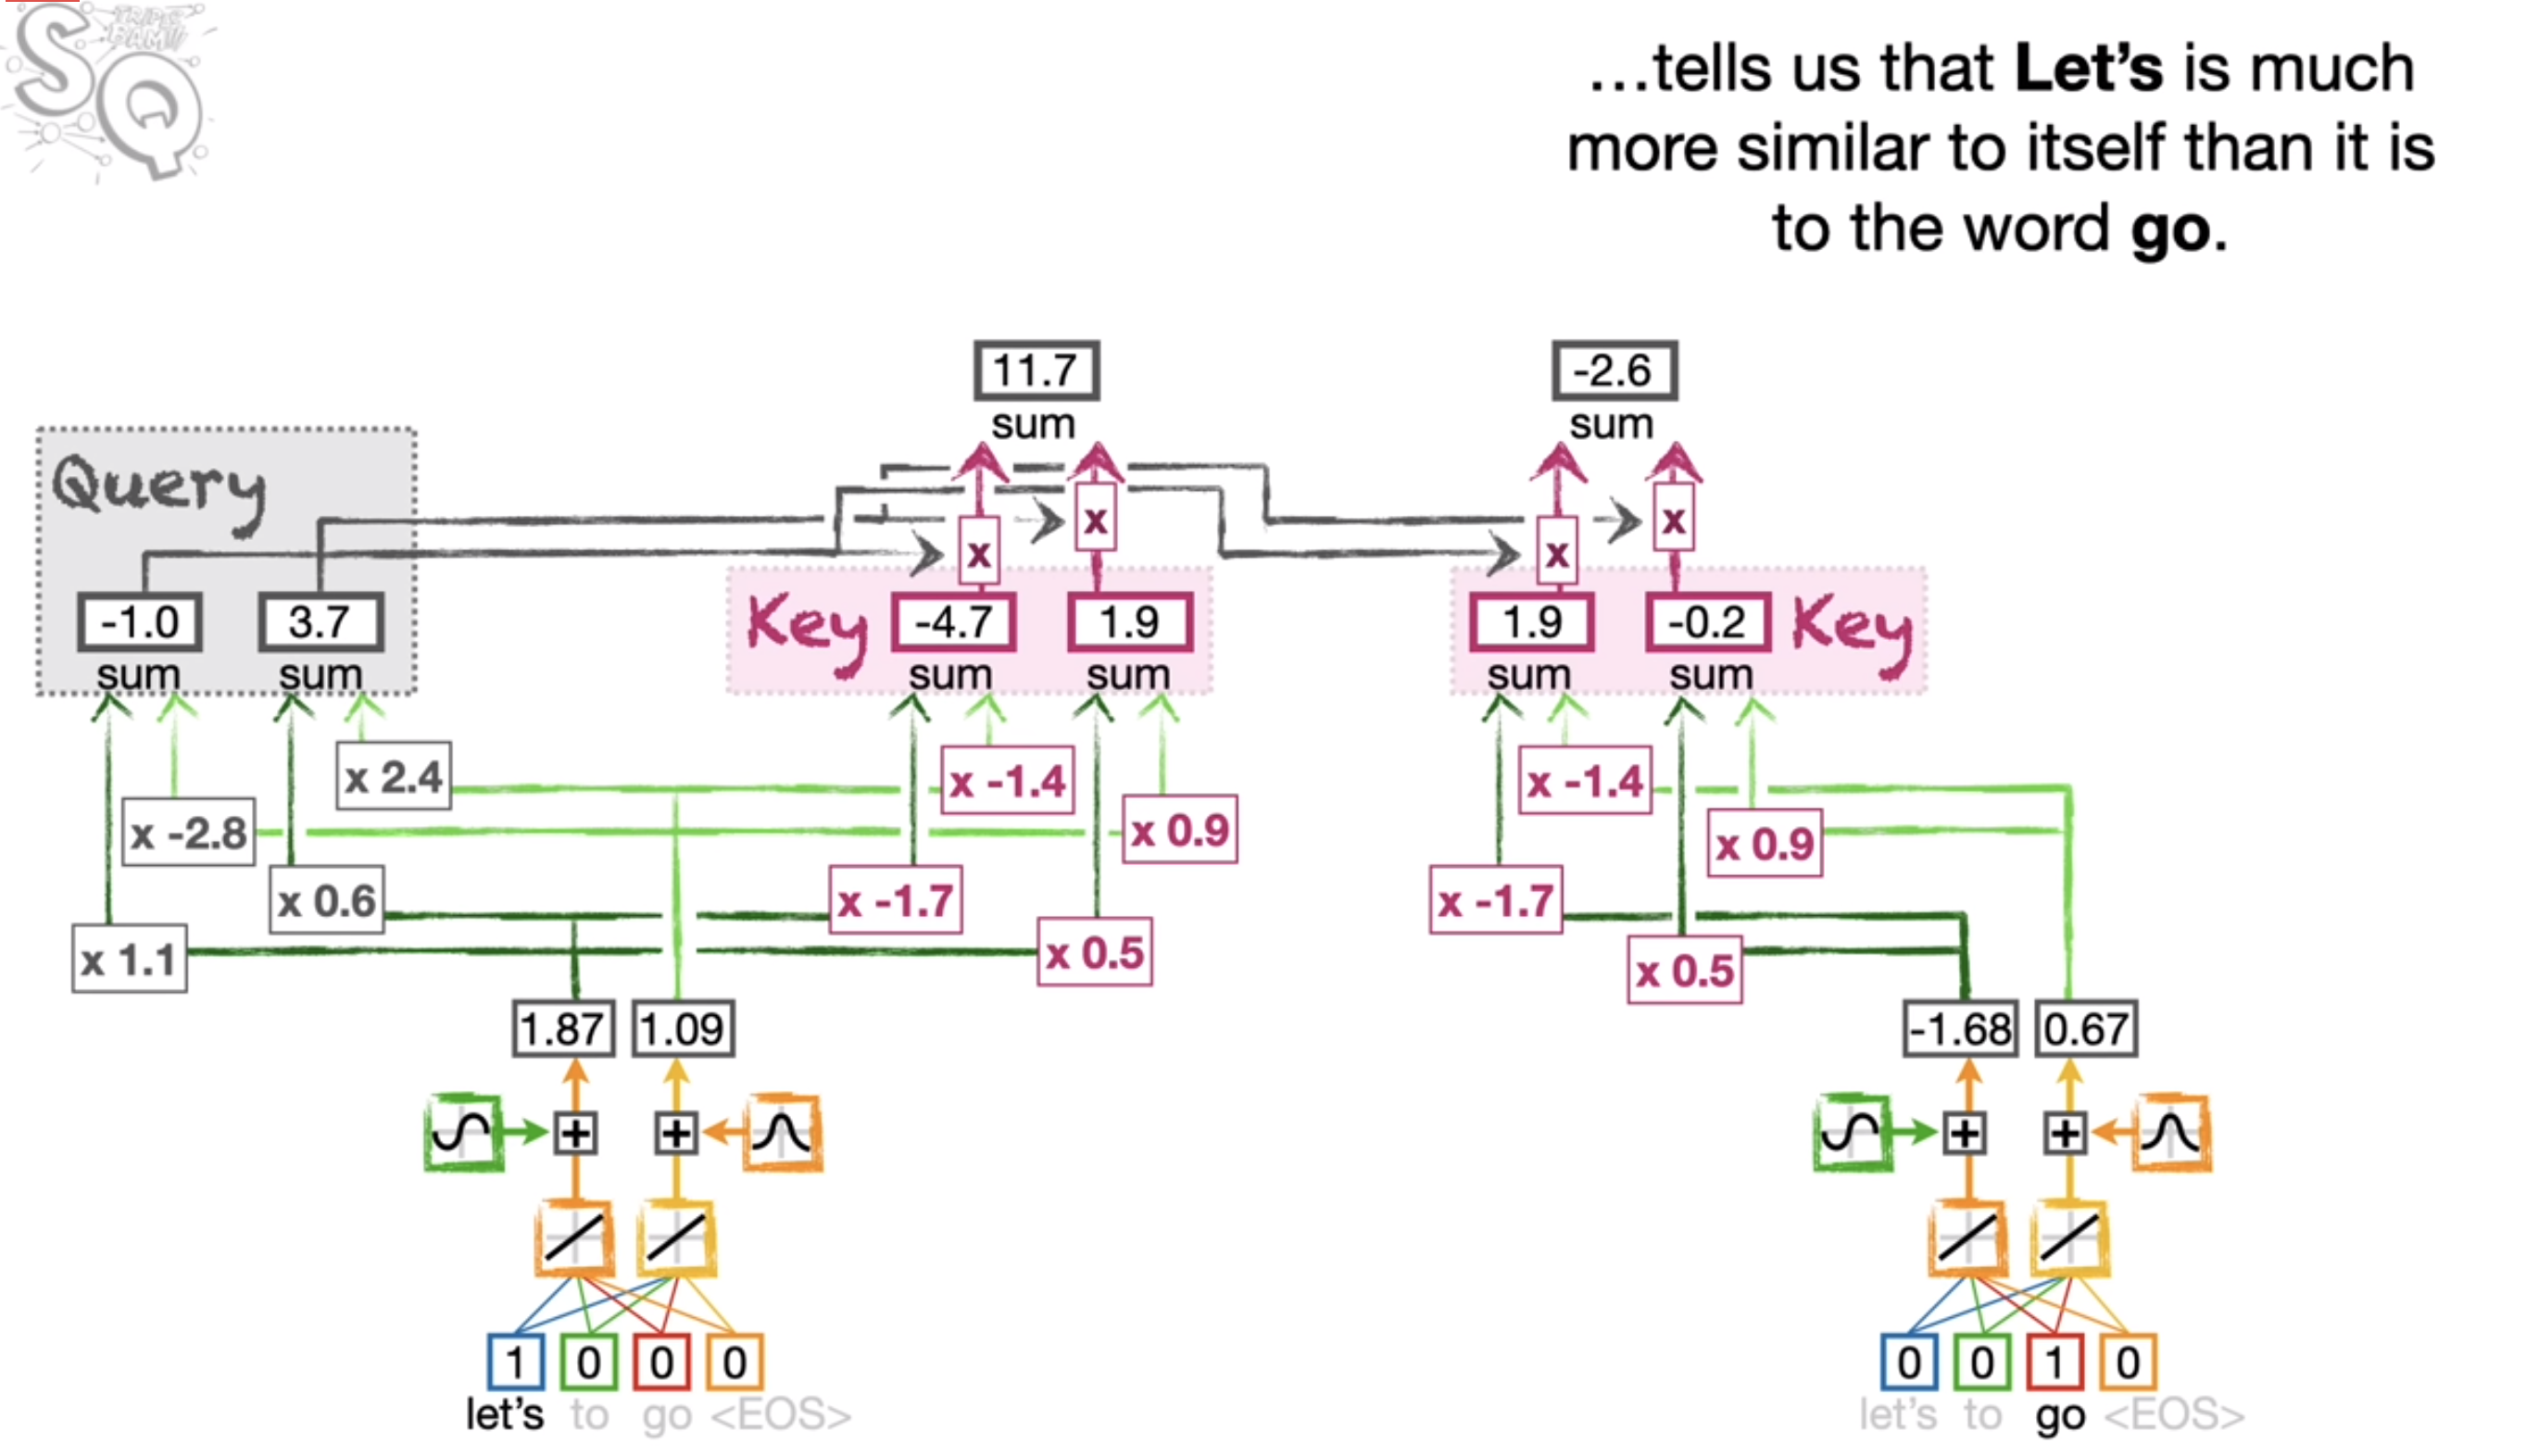 SQ
TRIPLE
BAM!!
...tells us that Let's is much
more similar to itself than it is
to the word go.
11.7
-2.6
sum
sum
Query
x
x
x
x
-1.0
3.7
Key
-4.7
1.9
1.9
-0.2
Key
sum
sum
sum
sum
sum
sum
x 2.4
x -1.4
x -1.4
x -2.8
x 0.9
x 0.9
x 0.6
x -1.7
x -1.7
x 1.1
x 0.5
x 0.5
1.87
1.09
-1.68
0.67
+
+
+
+
1 0 0 0
0 0 1 0
let's to go <EOS>
let's to go <EOS>